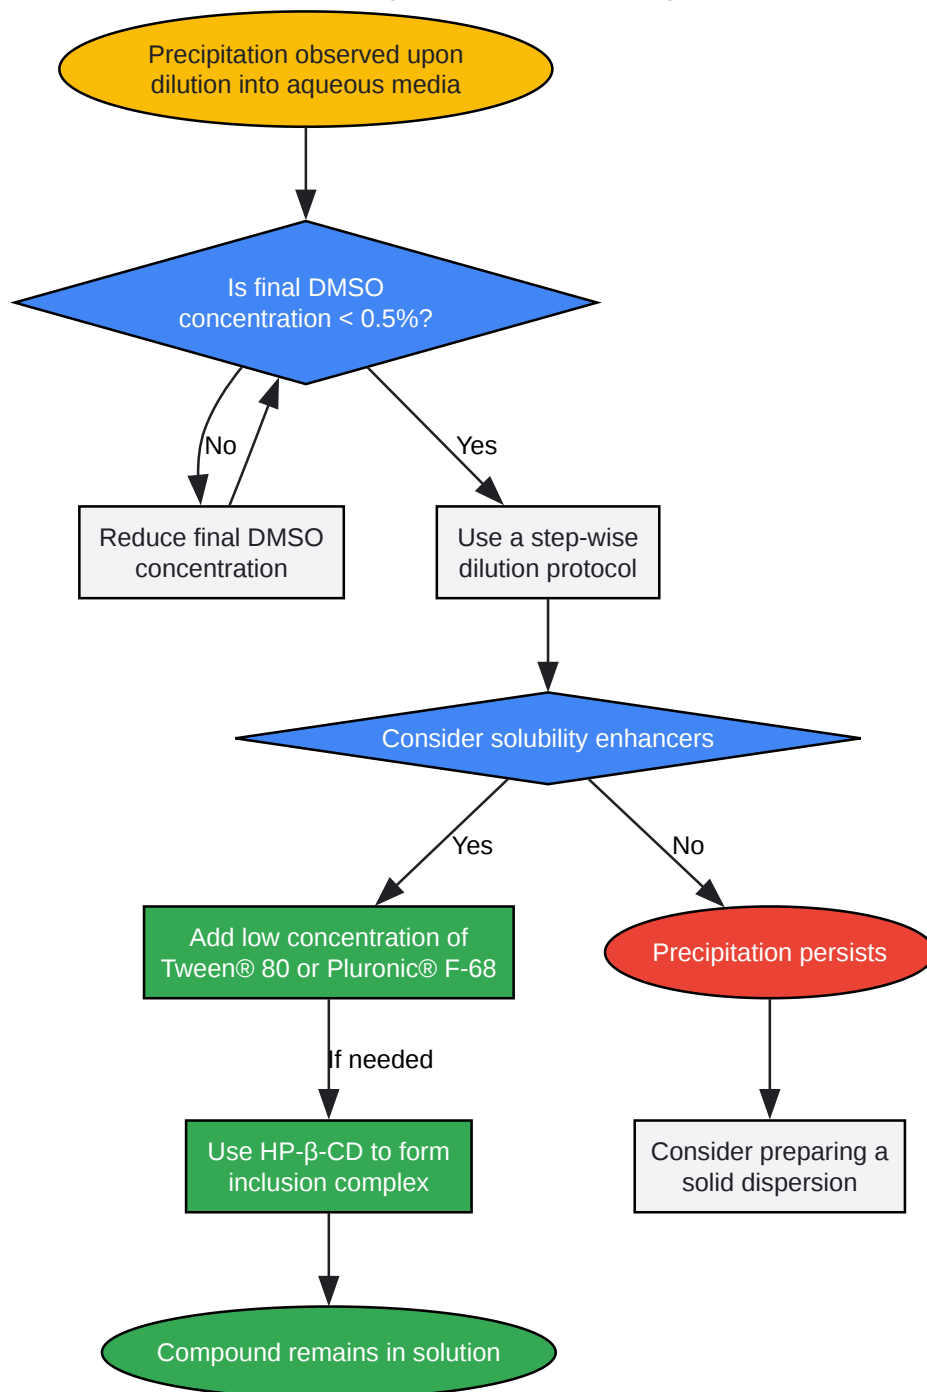 Precipitation observed upon
dilution into aqueous media
Is final DMSO
concentration < 0.5%?
No
Yes
Reduce final DMSO
concentration
Use a step-wise
dilution protocol
Consider solubility enhancers
Yes
No
Add low concentration of
Tween® 80 or Pluronic® F-68
Precipitation persists
If needed
Use HP-β-CD to form
inclusion complex
Consider preparing a
solid dispersion
Compound remains in solution